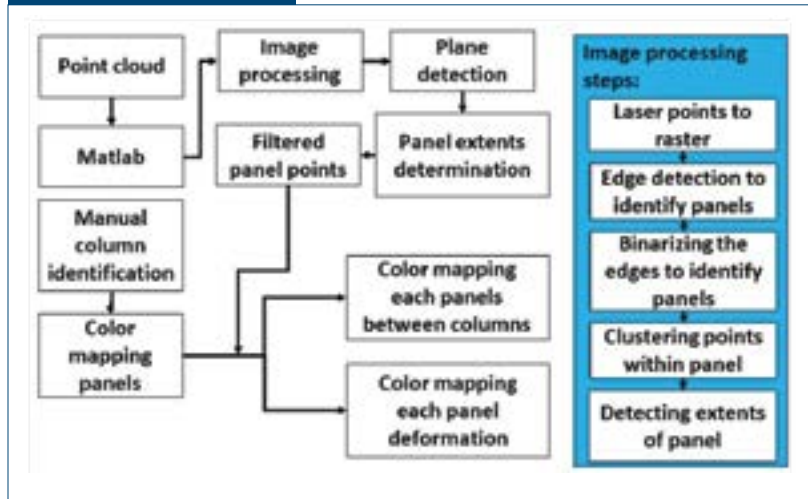 Point cloud
Matlab
Image
processing
Plane
detection
Panel extents
determination
Filtered
panel points
Manual
column
identification
Color
mapping
panels
Color mapping
each panels
between columns
Color mapping
each panel
deformation
Image processing
steps:
Laser points to
raster
Edge detection to
identify panels
Binarizing the
edges to identify
panels
Clustering points
within panel
Detecting extents
of panel